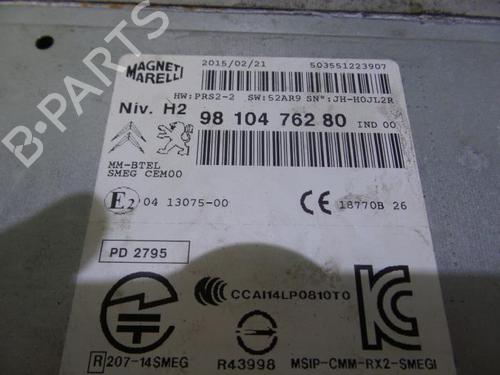 MAGNETI MARELLI
2015/02/21 503551223907
HW:PRS2-2 SW:52AR9 SN°:JH-H0JL2R
Niv. H2
98 104 762 80 IND 00
MM-BTEL
SMEG CEM00
E2 04 13075-00
CE 18770B 26
PD 2795
CCAI14LP0810T0
R 207-14SMEG
R43998
MSIP-CMM-RX2-SMEGI
B-PARTS